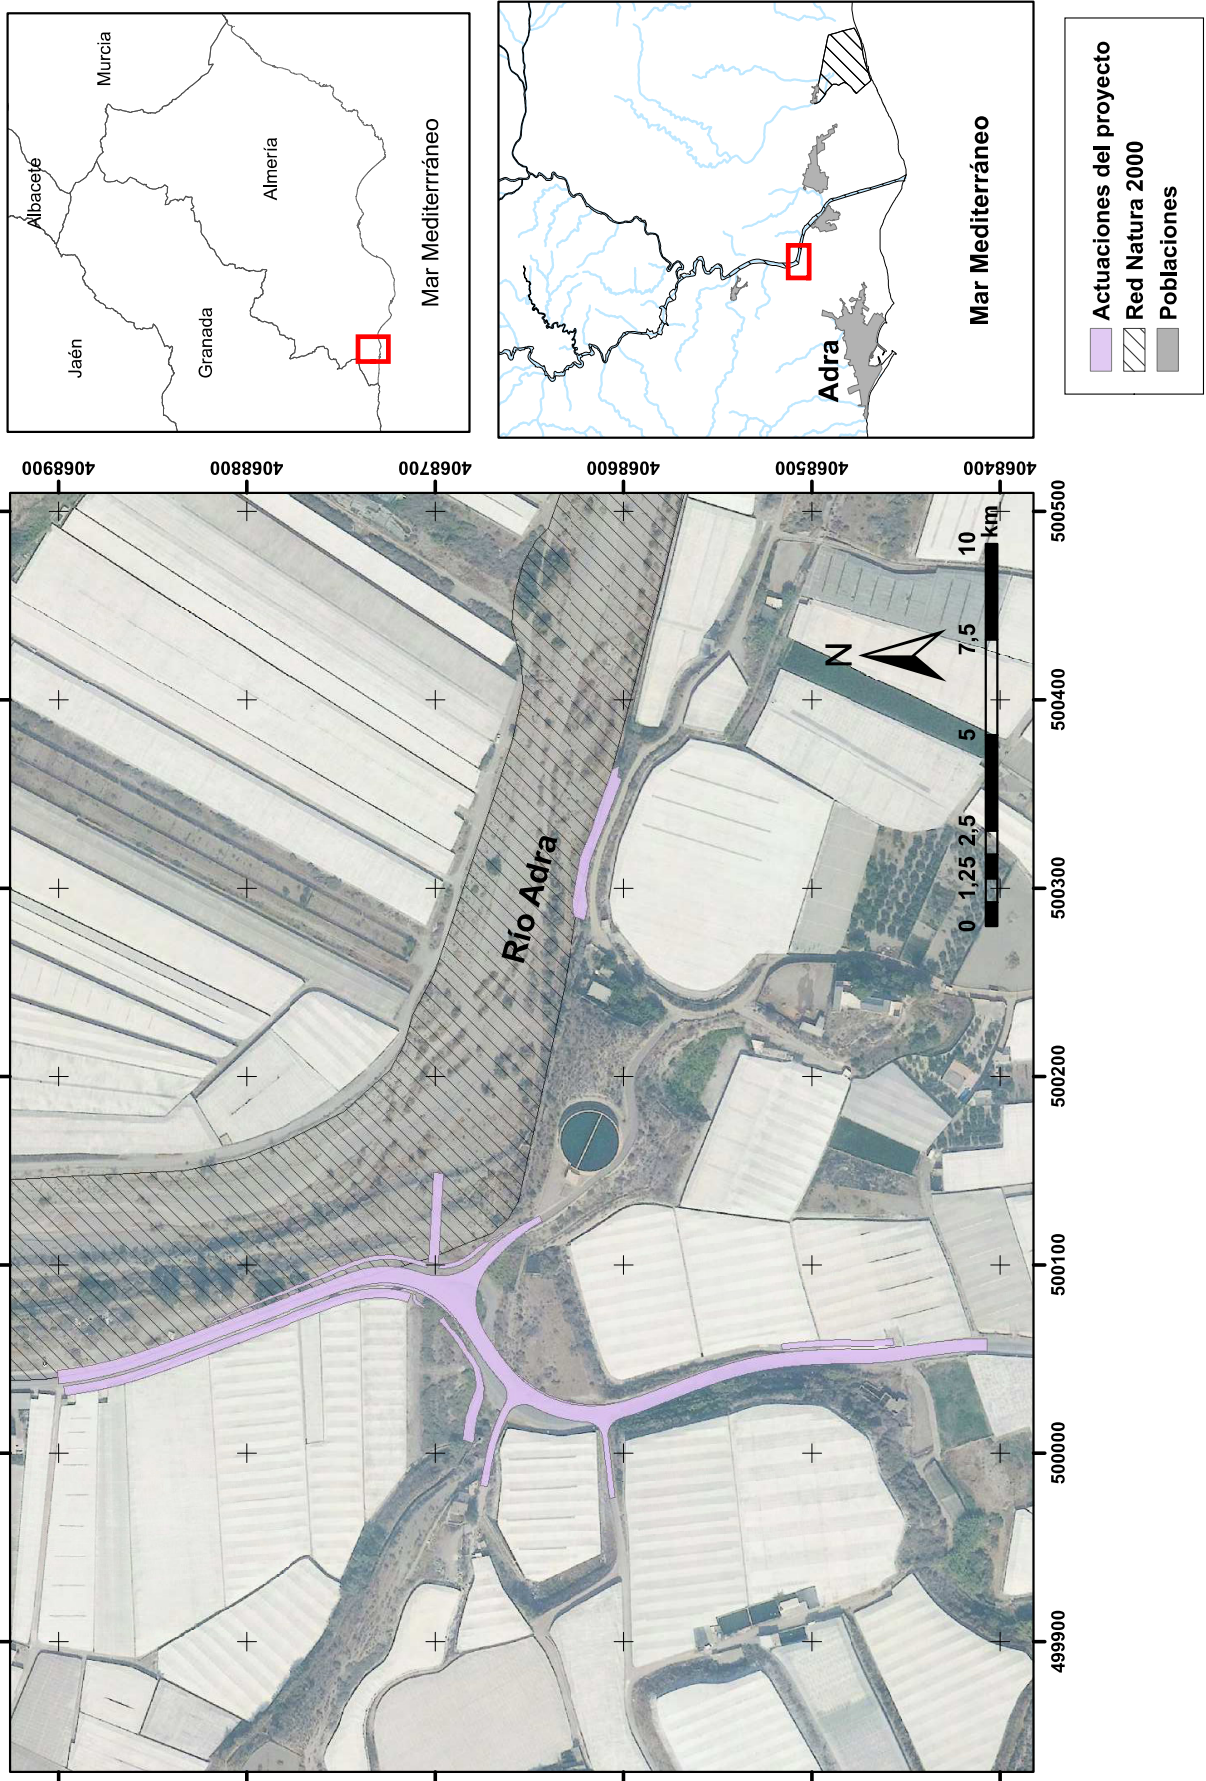 Albacete
Murcia
Jaén
Granada
Almería
Mar Mediterrráneo
Adra
Mar Mediterráneo
Actuaciones del proyecto
Red Natura 2000
Poblaciones
4068900
4068800
4068700
4068600
4068500
4068400
Río Adra
N
0 1,25 2,5 5 7,5 10
km
499900
500000
500100
500200
500300
500400
500500